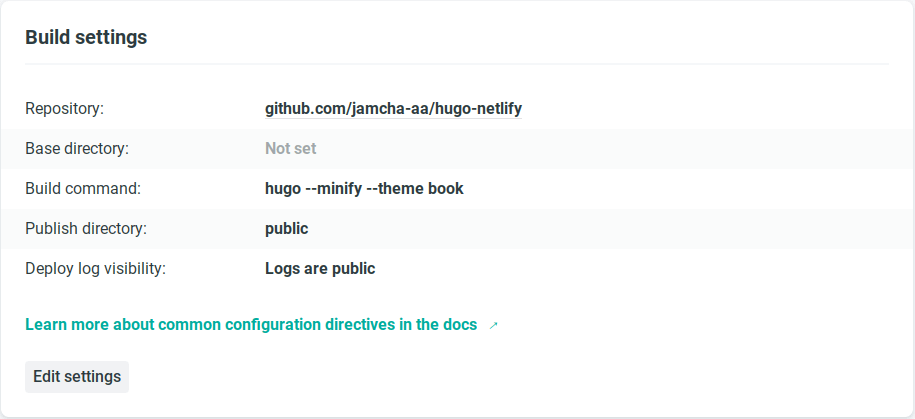 Build settings
Repository: github.com/jamcha-aa/hugo-netlify
Base directory: Not set
Build command: hugo --minify --theme book
Publish directory: public
Deploy log visibility: Logs are public
Learn more about common configuration directives in the docs ↗
Edit settings